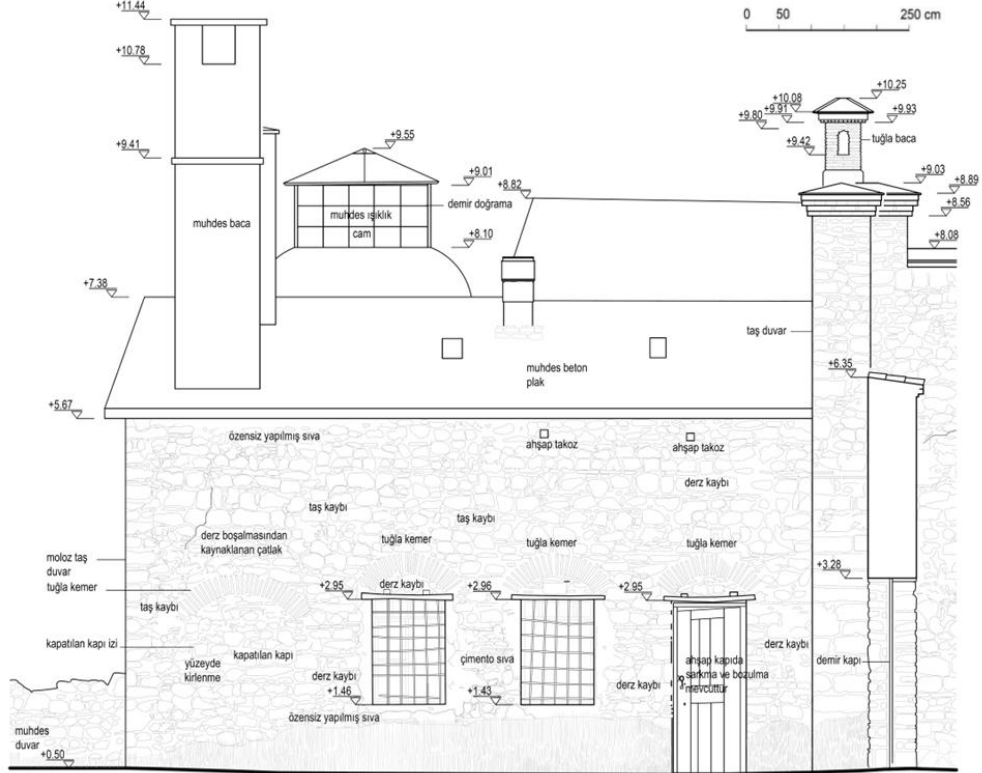 +11.44
0 50 250 cm
+10.78
+10.25
+10.08
+9.91
+9.93
+9.80
tuğla baca
+9.42
+9.41
+9.55
+9.01
+9.03
+8.82
+8.89
demir doğrama
+8.56
muhdes ışıklık
cam
muhdes baca
+8.10
+8.08
+7.38
taş duvar
muhdes beton
plak
+6.35
+5.67
özensiz yapılmış sıva
ahşap takoz
ahşap takoz
derz kaybı
taş kaybı
taş kaybı
derz boşalmasından
kaynaklanan çatlak
tuğla kemer
tuğla kemer
tuğla kemer
moloz taş
duvar
+3.28
tuğla kemer
derz kaybı
+2.95
+2.96
+2.95
taş kaybı
kapatılan kapı izi
derz kaybı
kapatılan kapı
yüzeyde
kirlenme
çimento sıva
ahşap kapıda
sarkma ve bozulma
mevcuttur
demir kapı
derz kaybı
derz kaybı
+1.46
+1.43
özensiz yapılmış sıva
muhdes
duvar
+0.50